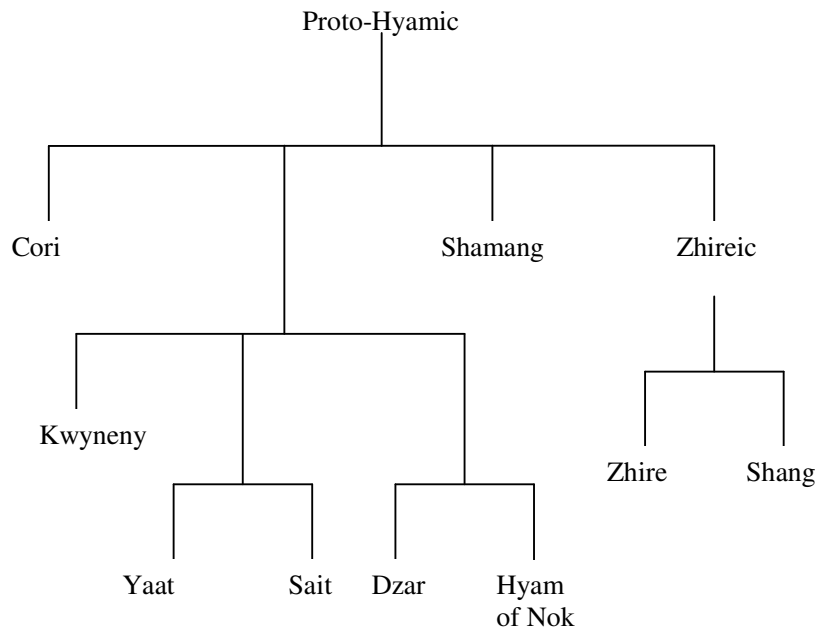 Proto-Hyamic
Cori
Shamang
Zhireic
Kwyneny
Zhire
Shang
Yaat
Sait
Dzar
Hyam
of Nok